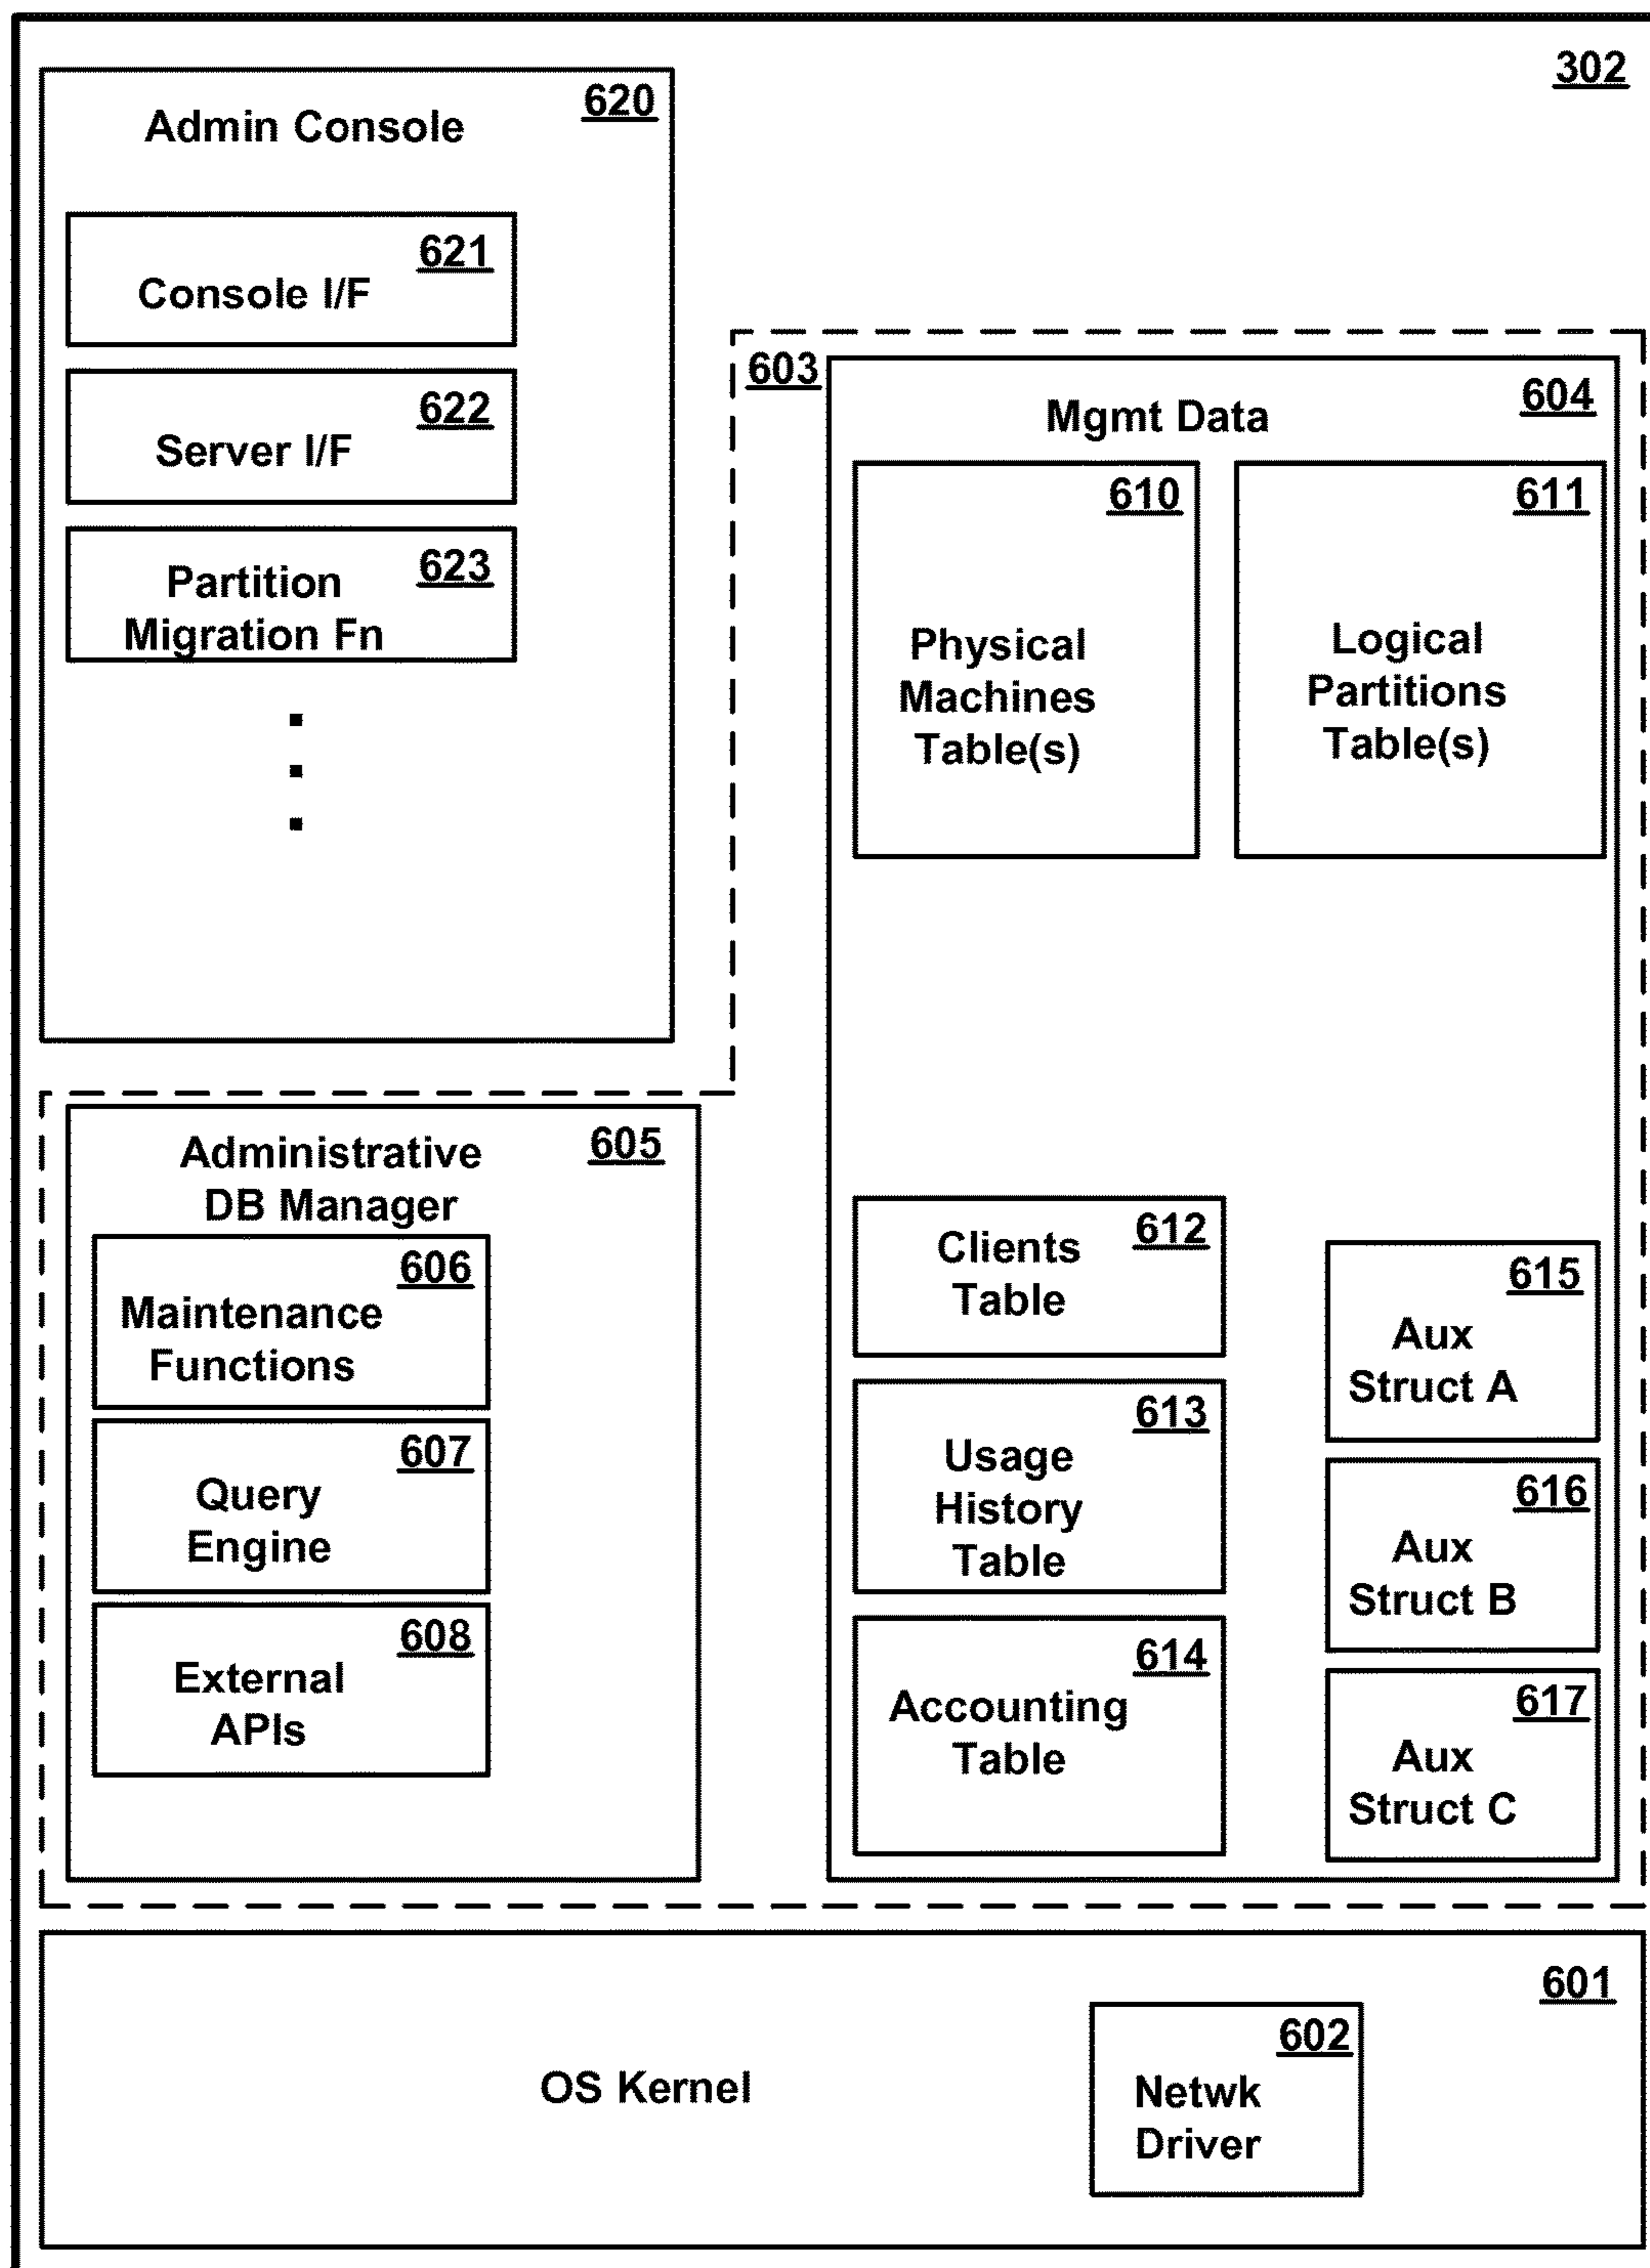 302
620
Admin Console
621
Console I/F
622
Server I/F
623
Partition
Migration Fn
603
604
Mgmt Data
610
Physical
Machines
Table(s)
611
Logical
Partitions
Table(s)
605
Administrative
DB Manager
606
Maintenance
Functions
607
Query
Engine
608
External
APIs
612
Clients
Table
613
Usage
History
Table
614
Accounting
Table
615
Aux
Struct A
616
Aux
Struct B
617
Aux
Struct C
601
OS Kernel
602
Netwk
Driver